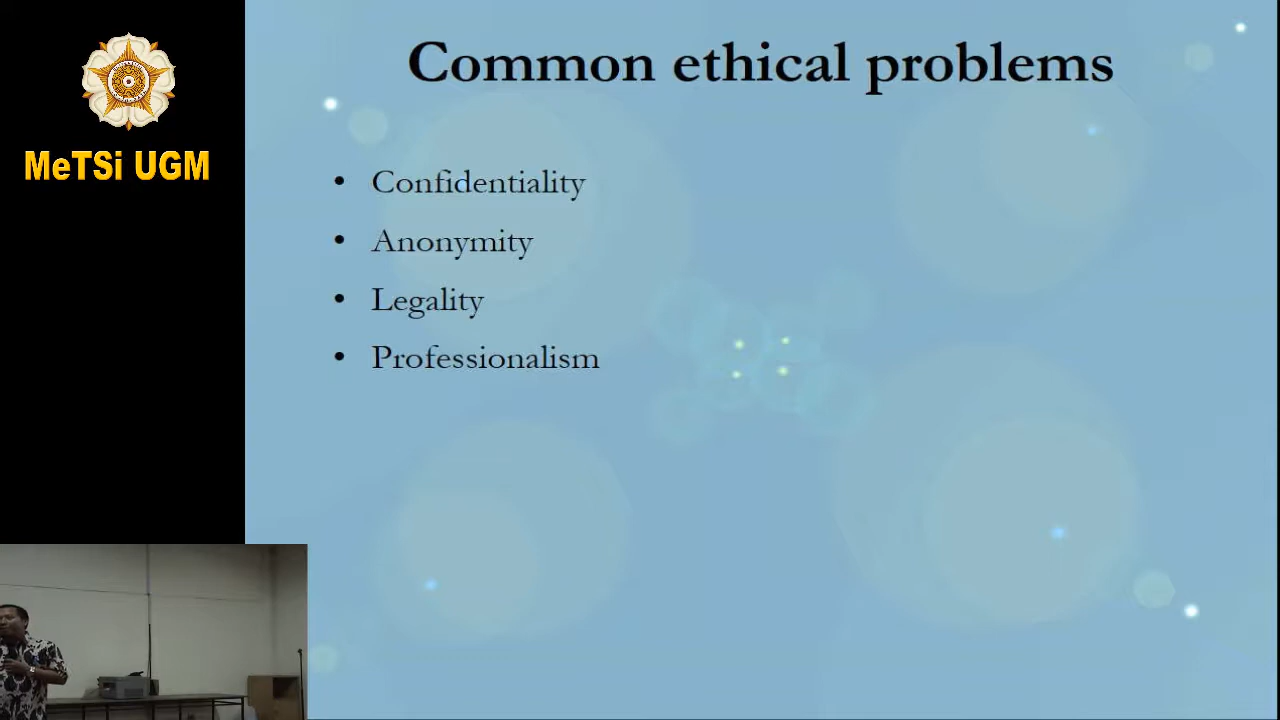 MeTSi UGM
Common ethical problems
• Confidentiality
• Anonymity
• Legality
• Professionalism